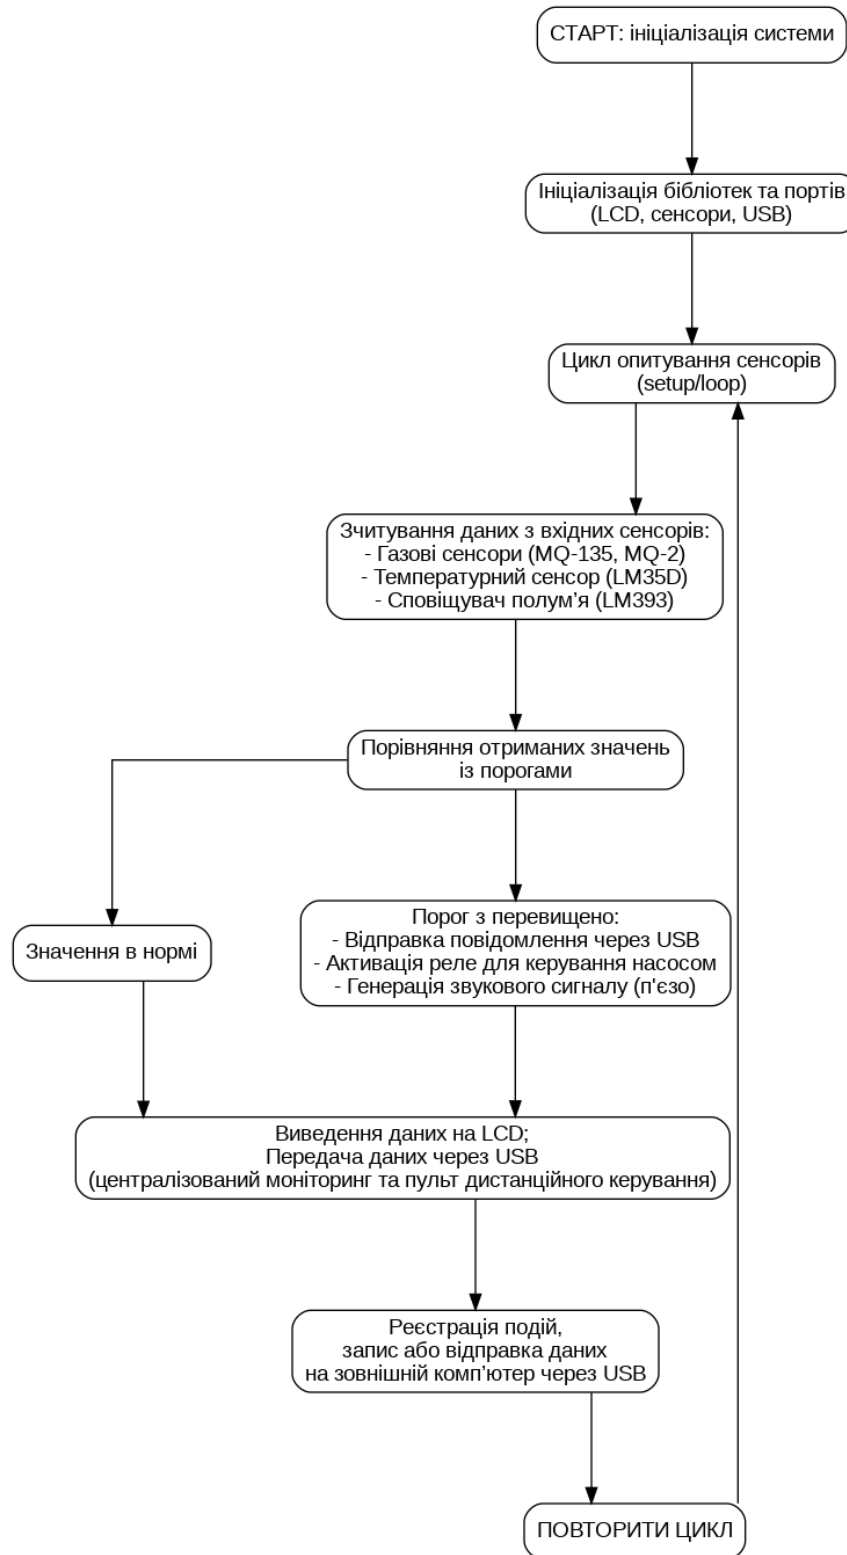 СТАРТ: ініціалізація системи
Ініціалізація бібліотек та портів
(LCD, сенсори, USB)
Цикл опитування сенсорів
(setup/loop)
Зчитування даних з вхідних сенсорів:
- Газові сенсори (MQ-135, MQ-2)
- Температурний сенсор (LM35D)
- Сповіщувач полум’я (LM393)
Порівняння отриманих значень
із порогами
Значення в нормі
Порог з перевищено:
- Відправка повідомлення через USB
- Активація реле для керування насосом
- Генерація звукового сигналу (п'єзо)
Виведення даних на LCD;
Передача даних через USB
(централізований моніторинг та пульт дистанційного керування)
Реєстрація подій,
запис або відправка даних
на зовнішній комп’ютер через USB
ПОВТОРИТИ ЦИКЛ